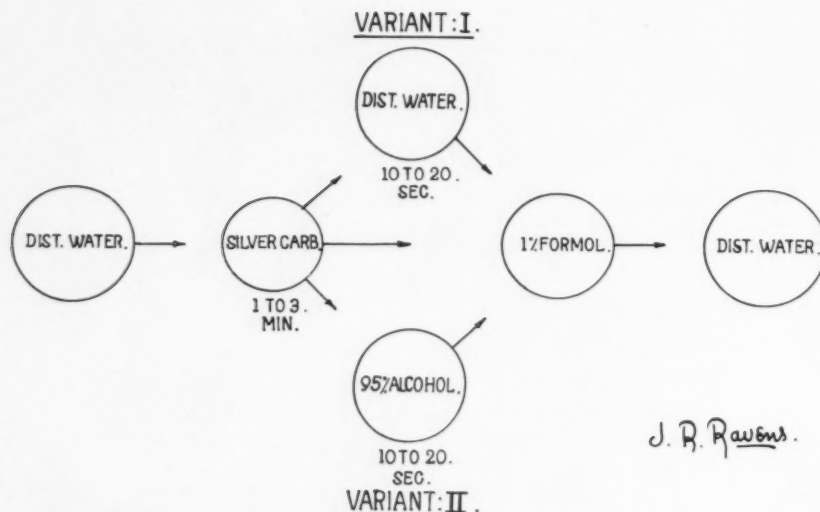 VARIANT:I.
DIST. WATER.
10 TO 20.
SEC.
DIST. WATER.
SILVER CARB.
1 TO 3.
MIN.
1% FORMOL.
DIST. WATER.
95% ALCOHOL.
10 TO 20.
SEC.
VARIANT:II.
J. R. Ravens.